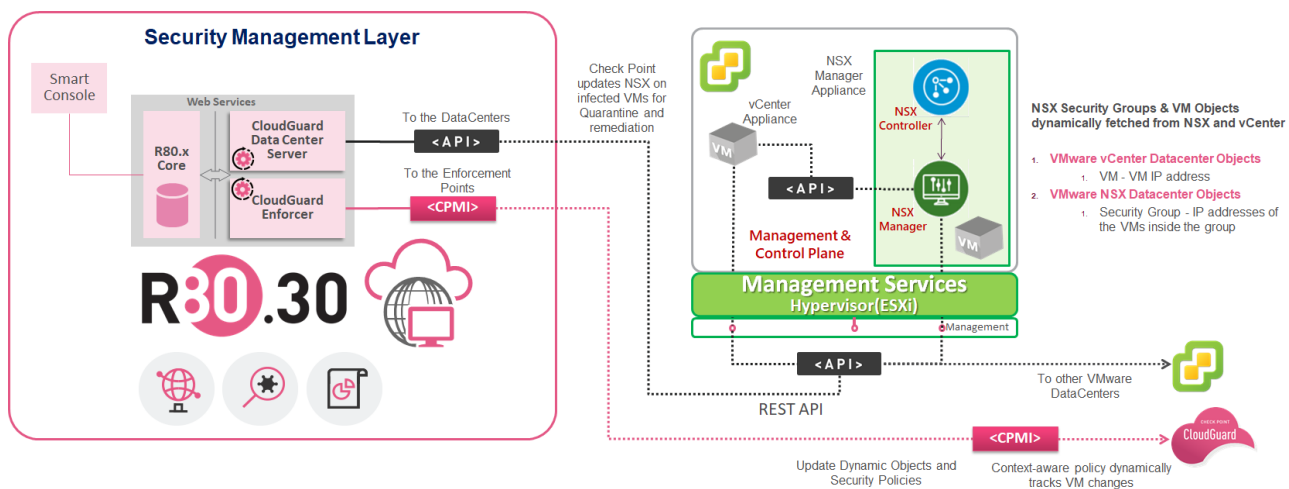 Security Management Layer
Smart
Console
Web Services
R80.x
Core
CloudGuard
Data Center
Server
CloudGuard
Enforcer
To the DataCenters
<API>
To the Enforcement
Points
<CPMI>
R80.30
Check Point
updates NSX on
infected VMs for
Quarantine and
remediation
vCenter
Appliance
VM
NSX
Manager
Appliance
NSX
Controller
<API>
NSX
Manager
VM
Management &
Control Plane
Management Services
Hypervisor(ESXi)
Management
<API>
REST API
To other VMware
DataCenters
<CPMI>
CHECK POINT
CloudGuard
Update Dynamic Objects and
Security Policies
Context-aware policy dynamically
tracks VM changes
NSX Security Groups & VM Objects
dynamically fetched from NSX and vCenter
1. VMware vCenter Datacenter Objects
1. VM - VM IP address
2. VMware NSX Datacenter Objects
1. Security Group - IP addresses of
the VMs inside the group